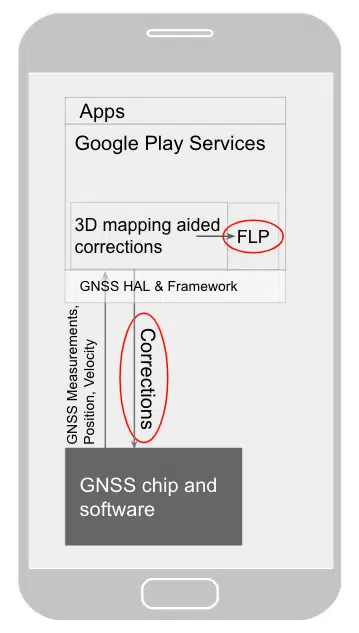 Apps
Google Play Services
3D mapping aided
corrections
FLP
GNSS HAL & Framework
GNSS Measurements,
Position, Velocity
Corrections
GNSS chip and
software